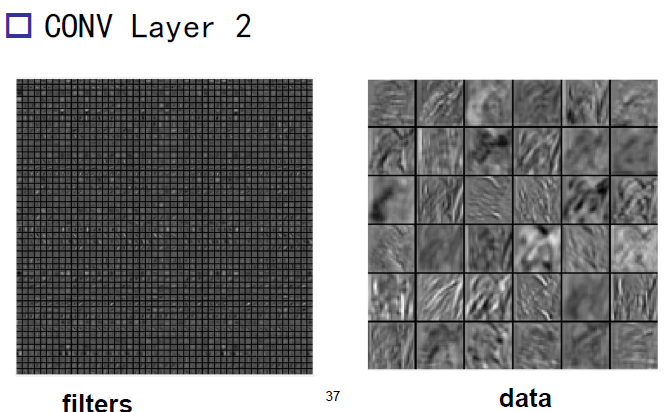 CONV Layer 2
filters
37
data